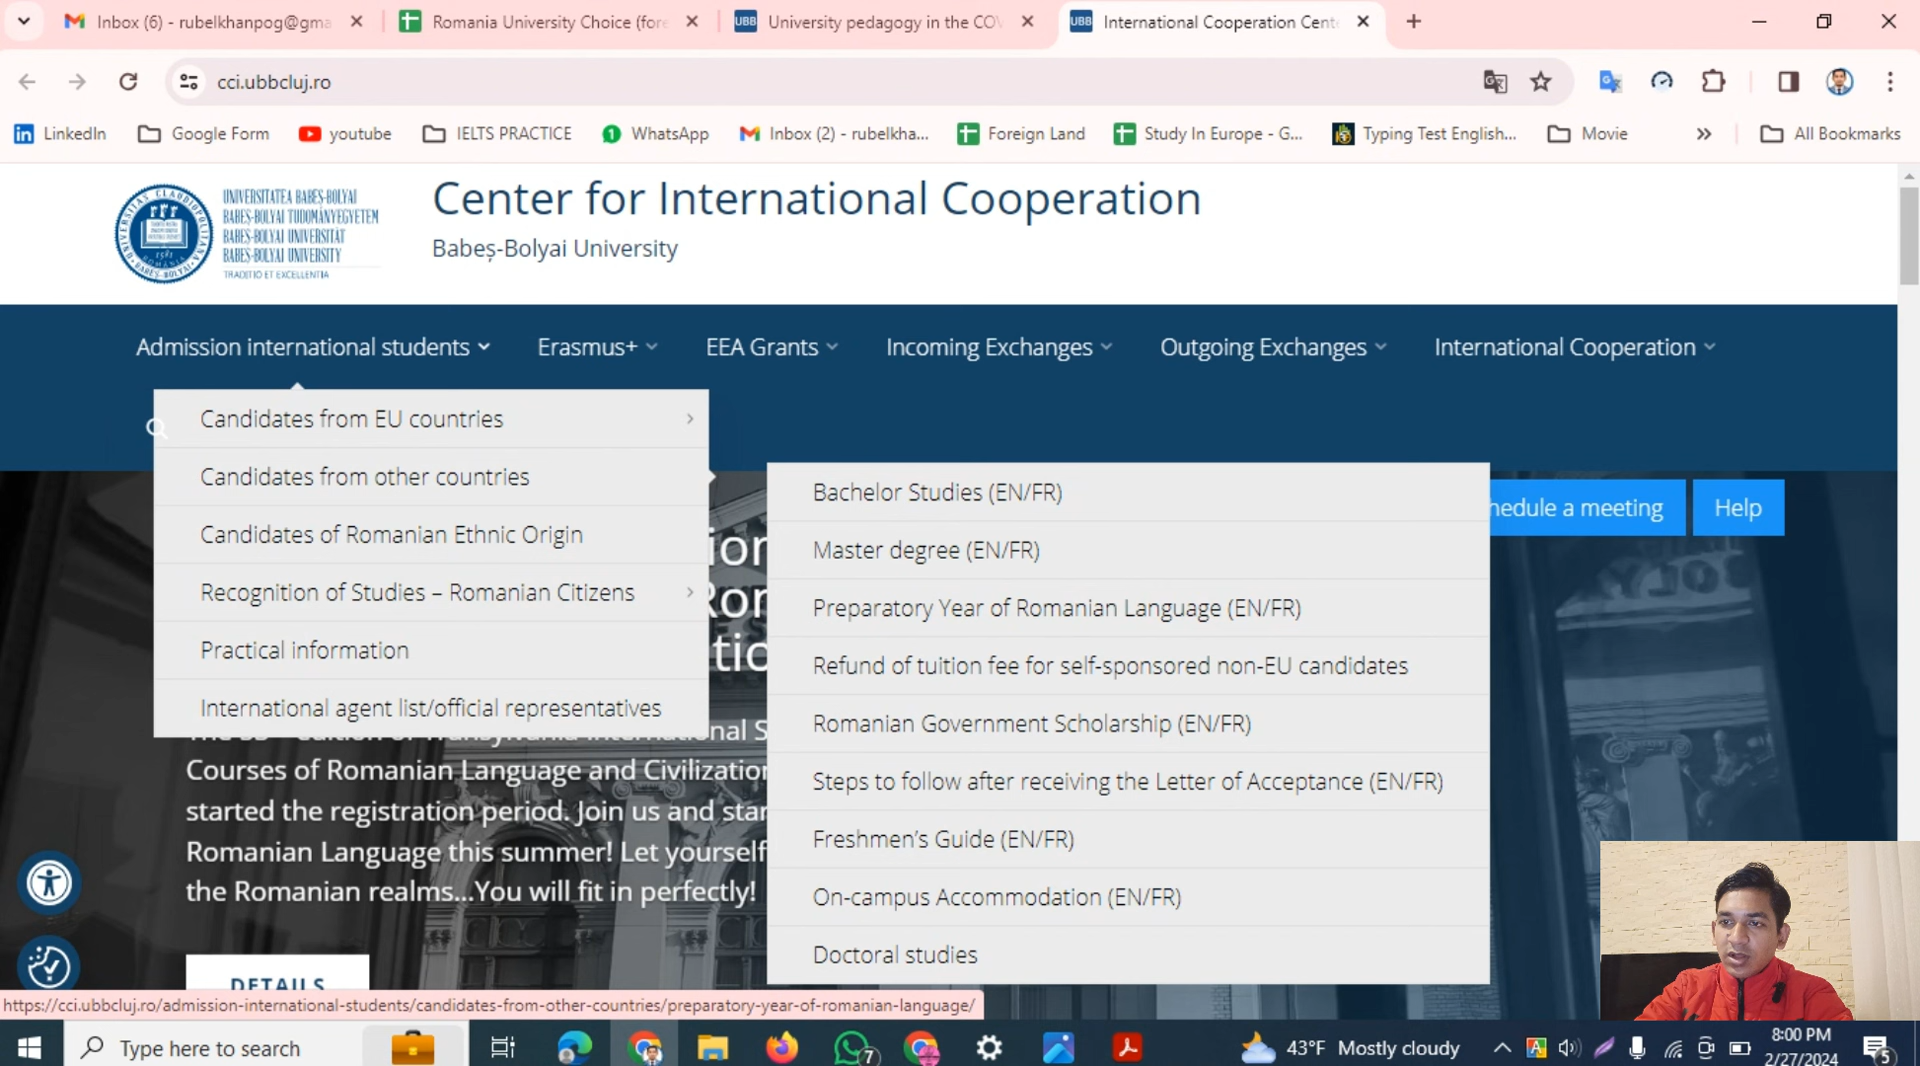 Inbox (6) - rubelkhanpog@gma
Romania University Choice (fore
UBB
University pedagogy in the COV
UBB
International Cooperation Cent
cci.ubbcluj.ro
LinkedIn
Google Form
youtube
IELTS PRACTICE
WhatsApp
Inbox (2) - rubelkha...
Foreign Land
Study In Europe - G...
Typing Test English...
Movie
All Bookmarks
UNIVERSITATEA BABEȘ-BOLYAI
BABEȘ-BOLYAI TUDOMÁNYEGYETEM
BABEȘ-BOLYAI UNIVERSITÄT
BABEȘ-BOLYAI UNIVERSITY
TRADITIO ET EXCELLENTIA
Center for International Cooperation
Babeș-Bolyai University
Admission international students
Erasmus+
EEA Grants
Incoming Exchanges
Outgoing Exchanges
International Cooperation
Candidates from EU countries
Candidates from other countries
Candidates of Romanian Ethnic Origin
Recognition of Studies – Romanian Citizens
Practical information
International agent list/official representatives
Bachelor Studies (EN/FR)
Master degree (EN/FR)
Preparatory Year of Romanian Language (EN/FR)
Refund of tuition fee for self-sponsored non-EU candidates
Romanian Government Scholarship (EN/FR)
Steps to follow after receiving the Letter of Acceptance (EN/FR)
Freshmen’s Guide (EN/FR)
On-campus Accommodation (EN/FR)
Doctoral studies
hedule a meeting
Help
Courses of Romanian Language and Civilization
started the registration period. Join us and star
Romanian Language this summer! Let yourself
the Romanian realms...You will fit in perfectly!
DETAILS
https://cci.ubbcluj.ro/admission-international-students/candidates-from-other-countries/preparatory-year-of-romanian-language/
Type here to search
7
43°F Mostly cloudy
8:00 PM
2/27/2024
5